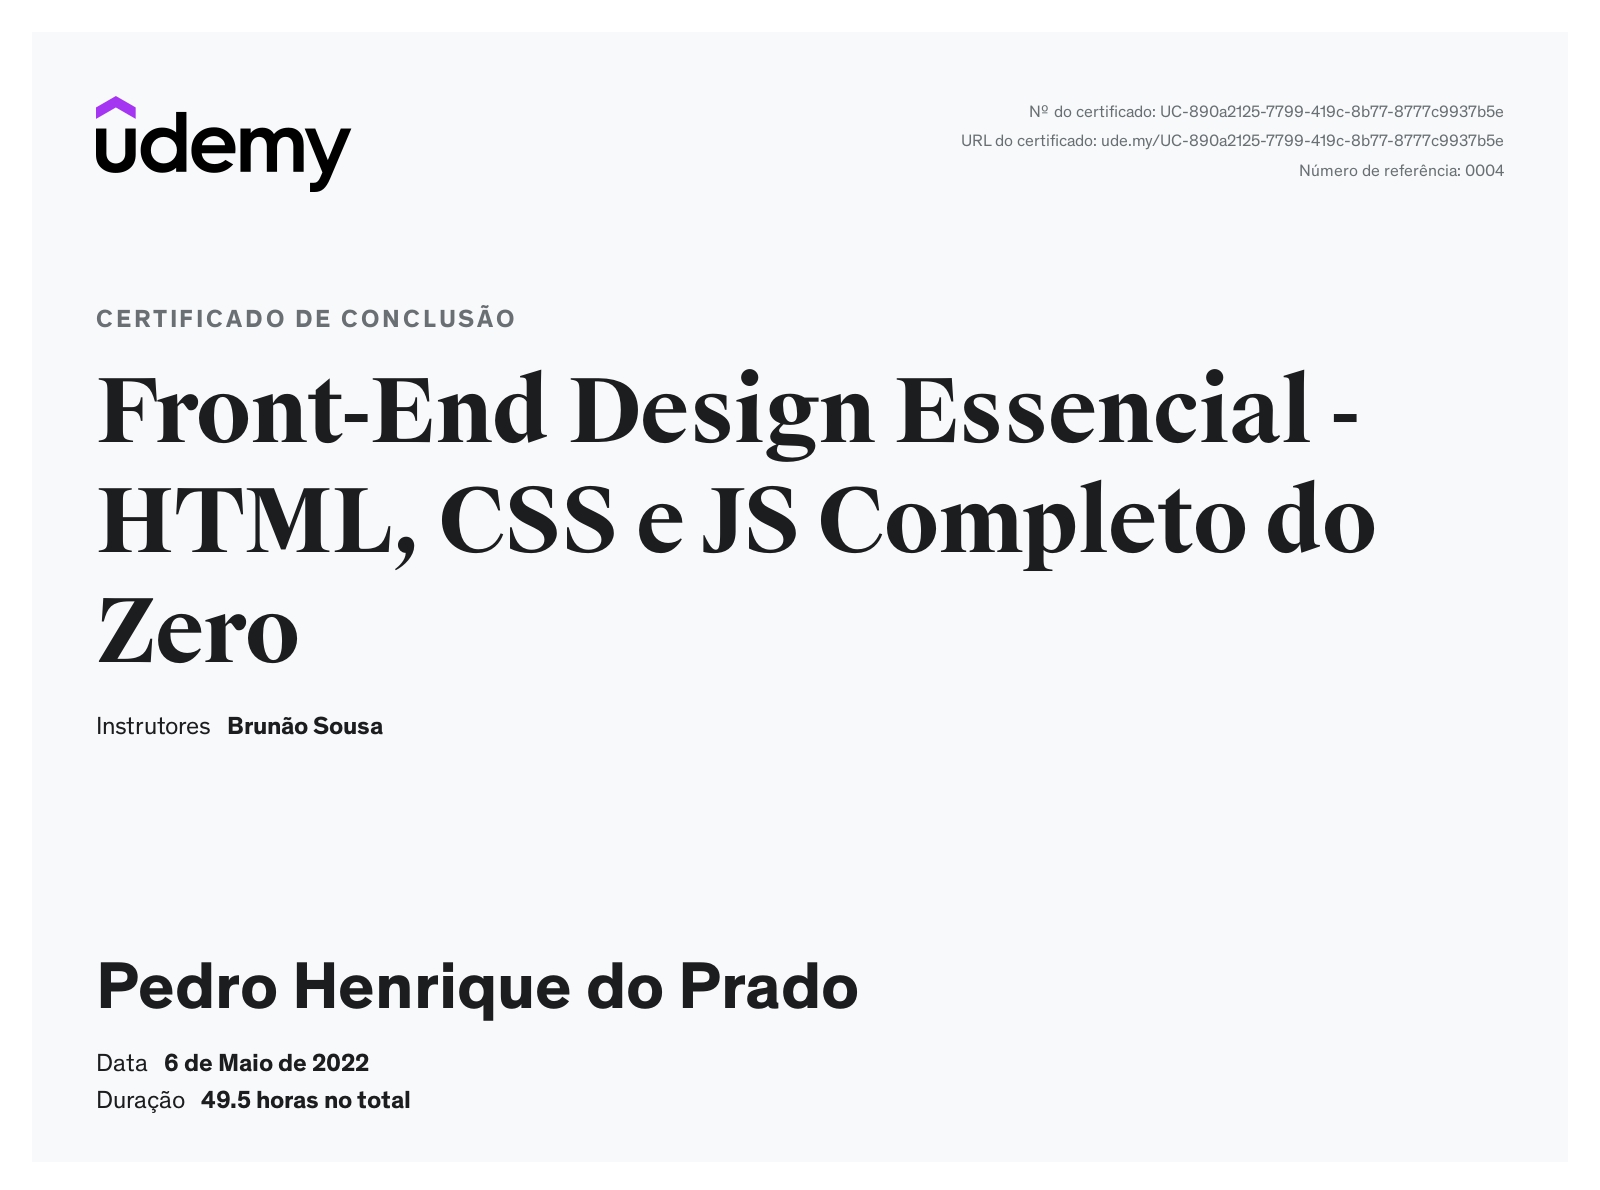 udemy
Nº do certificado: UC-890a2125-7799-419c-8b77-8777c9937b5e
URL do certificado: ude.my/UC-890a2125-7799-419c-8b77-8777c9937b5e
Número de referência: 0004
CERTIFICADO DE CONCLUSÃO
Front-End Design Essencial -
HTML, CSS e JS Completo do
Zero
Instrutores Brunão Sousa
Pedro Henrique do Prado
Data 6 de Maio de 2022
Duração 49.5 horas no total